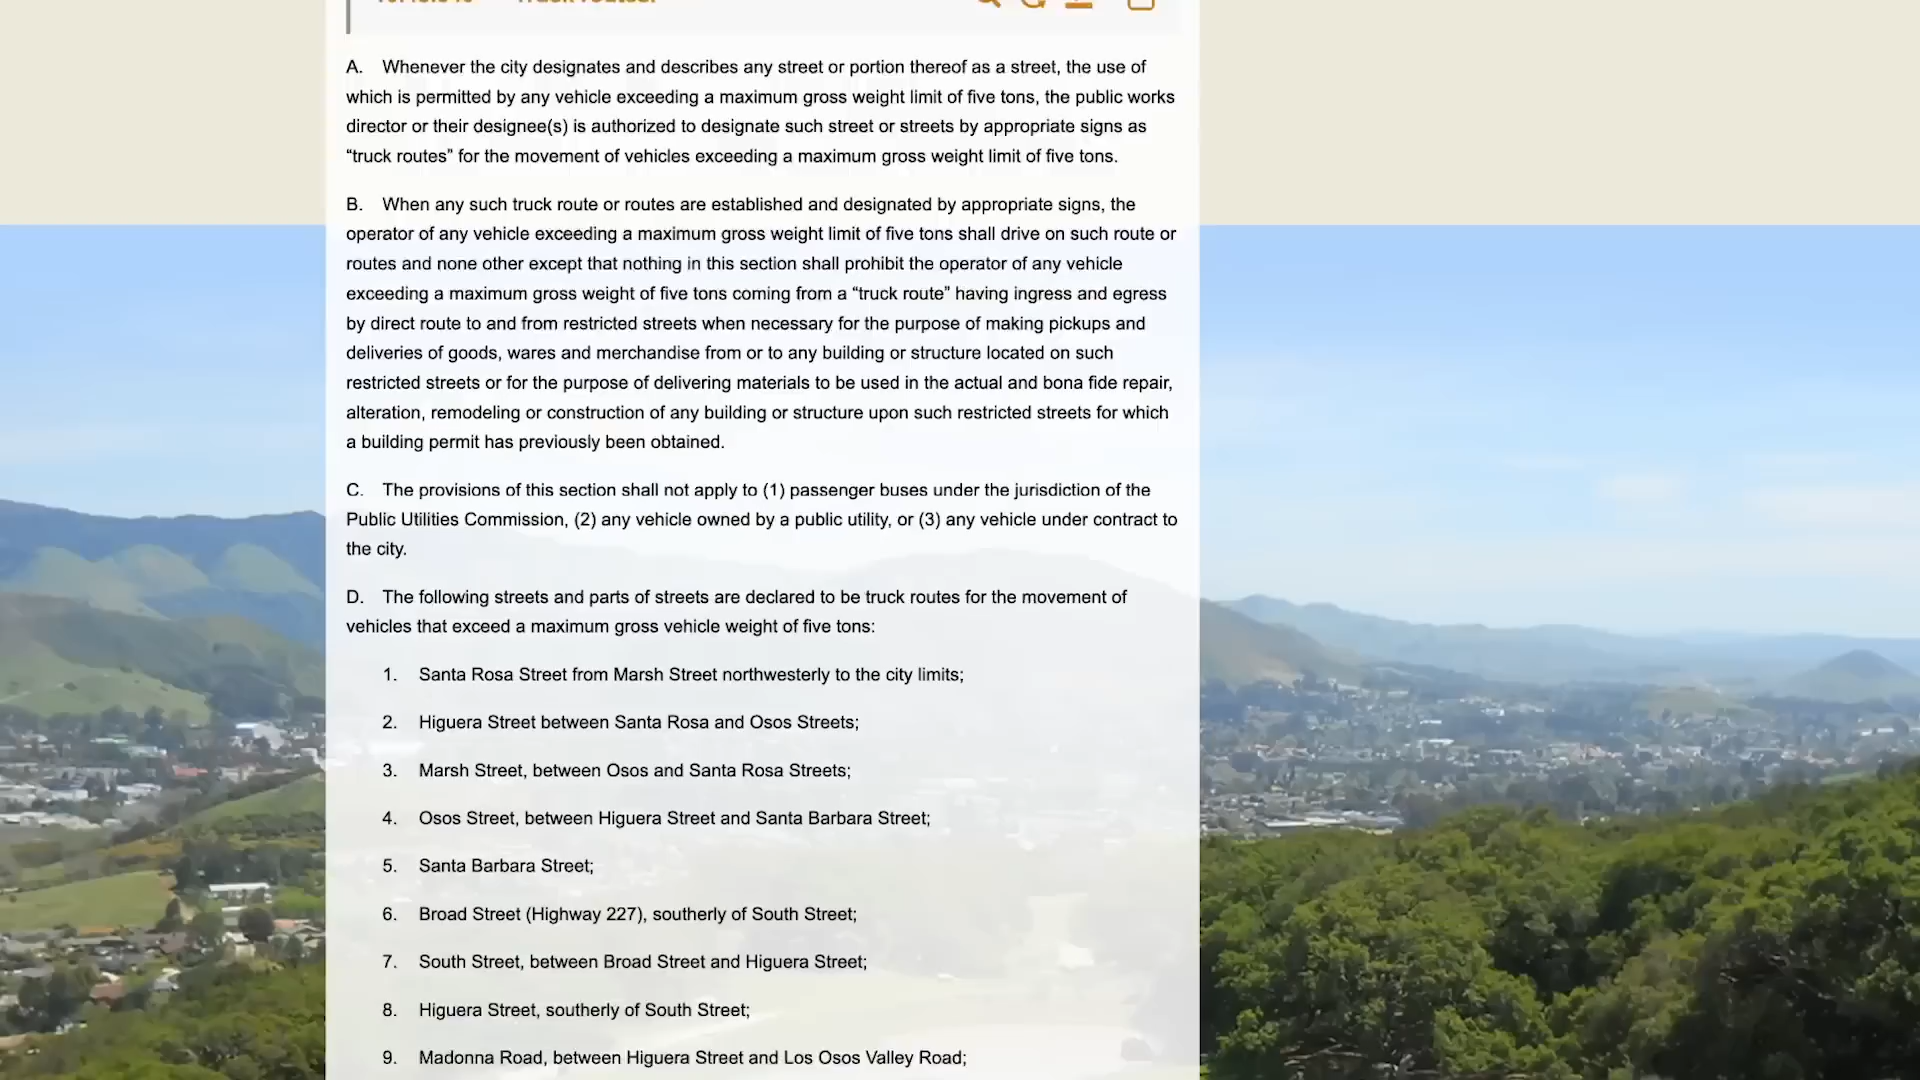 A. Whenever the city designates and describes any street or portion thereof as a street, the use of
which is permitted by any vehicle exceeding a maximum gross weight limit of five tons, the public works
director or their designee(s) is authorized to designate such street or streets by appropriate signs as
“truck routes” for the movement of vehicles exceeding a maximum gross weight limit of five tons.
B. When any such truck route or routes are established and designated by appropriate signs, the
operator of any vehicle exceeding a maximum gross weight limit of five tons shall drive on such route or
routes and none other except that nothing in this section shall prohibit the operator of any vehicle
exceeding a maximum gross weight of five tons coming from a “truck route” having ingress and egress
by direct route to and from restricted streets when necessary for the purpose of making pickups and
deliveries of goods, wares and merchandise from or to any building or structure located on such
restricted streets or for the purpose of delivering materials to be used in the actual and bona fide repair,
alteration, remodeling or construction of any building or structure upon such restricted streets for which
a building permit has previously been obtained.
C. The provisions of this section shall not apply to (1) passenger buses under the jurisdiction of the
Public Utilities Commission, (2) any vehicle owned by a public utility, or (3) any vehicle under contract to
the city.
D. The following streets and parts of streets are declared to be truck routes for the movement of
vehicles that exceed a maximum gross vehicle weight of five tons:
1. Santa Rosa Street from Marsh Street northwesterly to the city limits;
2. Higuera Street between Santa Rosa and Osos Streets;
3. Marsh Street, between Osos and Santa Rosa Streets;
4. Osos Street, between Higuera Street and Santa Barbara Street;
5. Santa Barbara Street;
6. Broad Street (Highway 227), southerly of South Street;
7. South Street, between Broad Street and Higuera Street;
8. Higuera Street, southerly of South Street;
9. Madonna Road, between Higuera Street and Los Osos Valley Road;